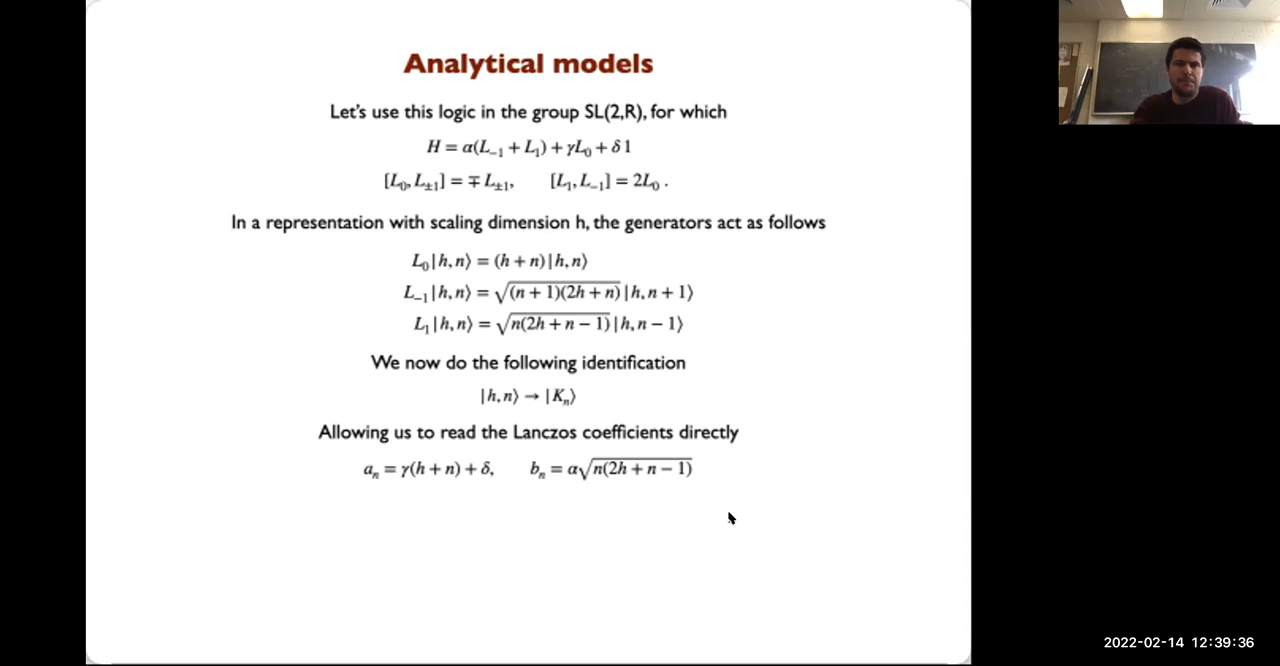 Analytical models
Let's use this logic in the group SL(2,R), for which
H = α(L₋₁ + L₁) + γL₀ + δ 1
[L₀, L±₁] = ∓ L±₁,  [L₁, L₋₁] = 2L₀ .
In a representation with scaling dimension h, the generators act as follows
L₀|h, n⟩ = (h + n)|h, n⟩
L₋₁|h, n⟩ = √(n + 1)(2h + n) |h, n + 1⟩
L₁|h, n⟩ = √n(2h + n − 1) |h, n − 1⟩
We now do the following identification
|h, n⟩ → |Kₙ⟩
Allowing us to read the Lanczos coefficients directly
aₙ = γ(h + n) + δ,  bₙ = α√n(2h + n − 1)
2022-02-14 12:39:36